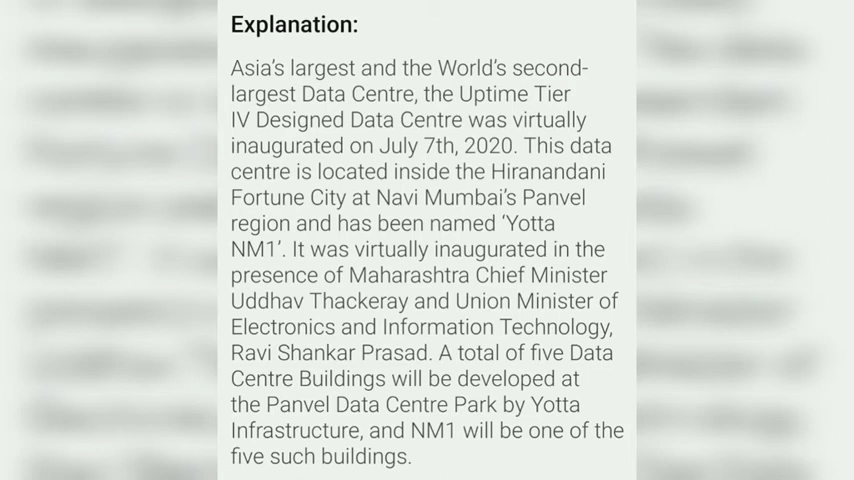 Explanation:
Asia's largest and the World's second-
largest Data Centre, the Uptime Tier
IV Designed Data Centre was virtually
inaugurated on July 7th, 2020. This data
centre is located inside the Hiranandani
Fortune City at Navi Mumbai's Panvel
region and has been named ‘Yotta
NM1’. It was virtually inaugurated in the
presence of Maharashtra Chief Minister
Uddhav Thackeray and Union Minister of
Electronics and Information Technology,
Ravi Shankar Prasad. A total of five Data
Centre Buildings will be developed at
the Panvel Data Centre Park by Yotta
Infrastructure, and NM1 will be one of the
five such buildings.